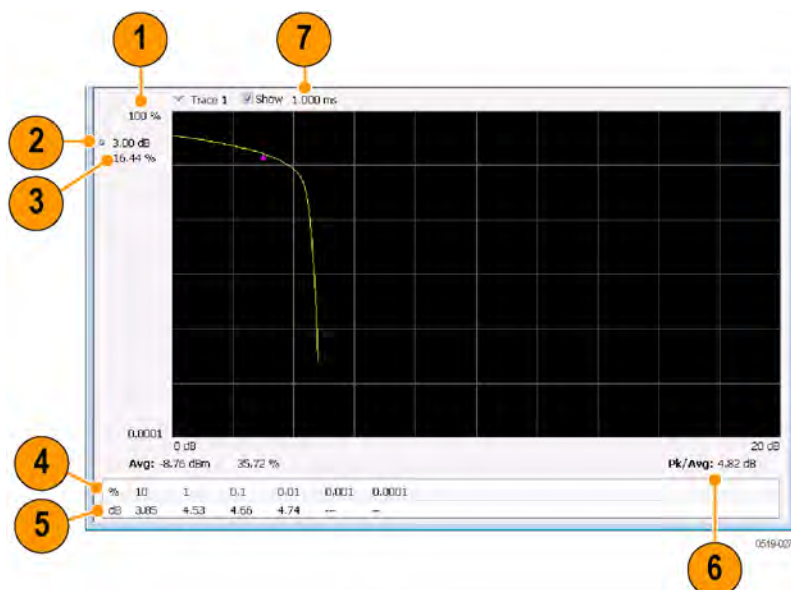 1
7
Trace 1 Show 1.000 ms
100 %
2
3.00 dB
16.44 %
3
0.0001
0 dB
20 dB
Avg: -8.76 dBm 35.72 %
Pk/Avg: 4.82 dB
4
% 10 1 0.1 0.01 0.001 0.0001
5
dB 3.85 4.53 4.66 4.74 --- --
6
0519-027